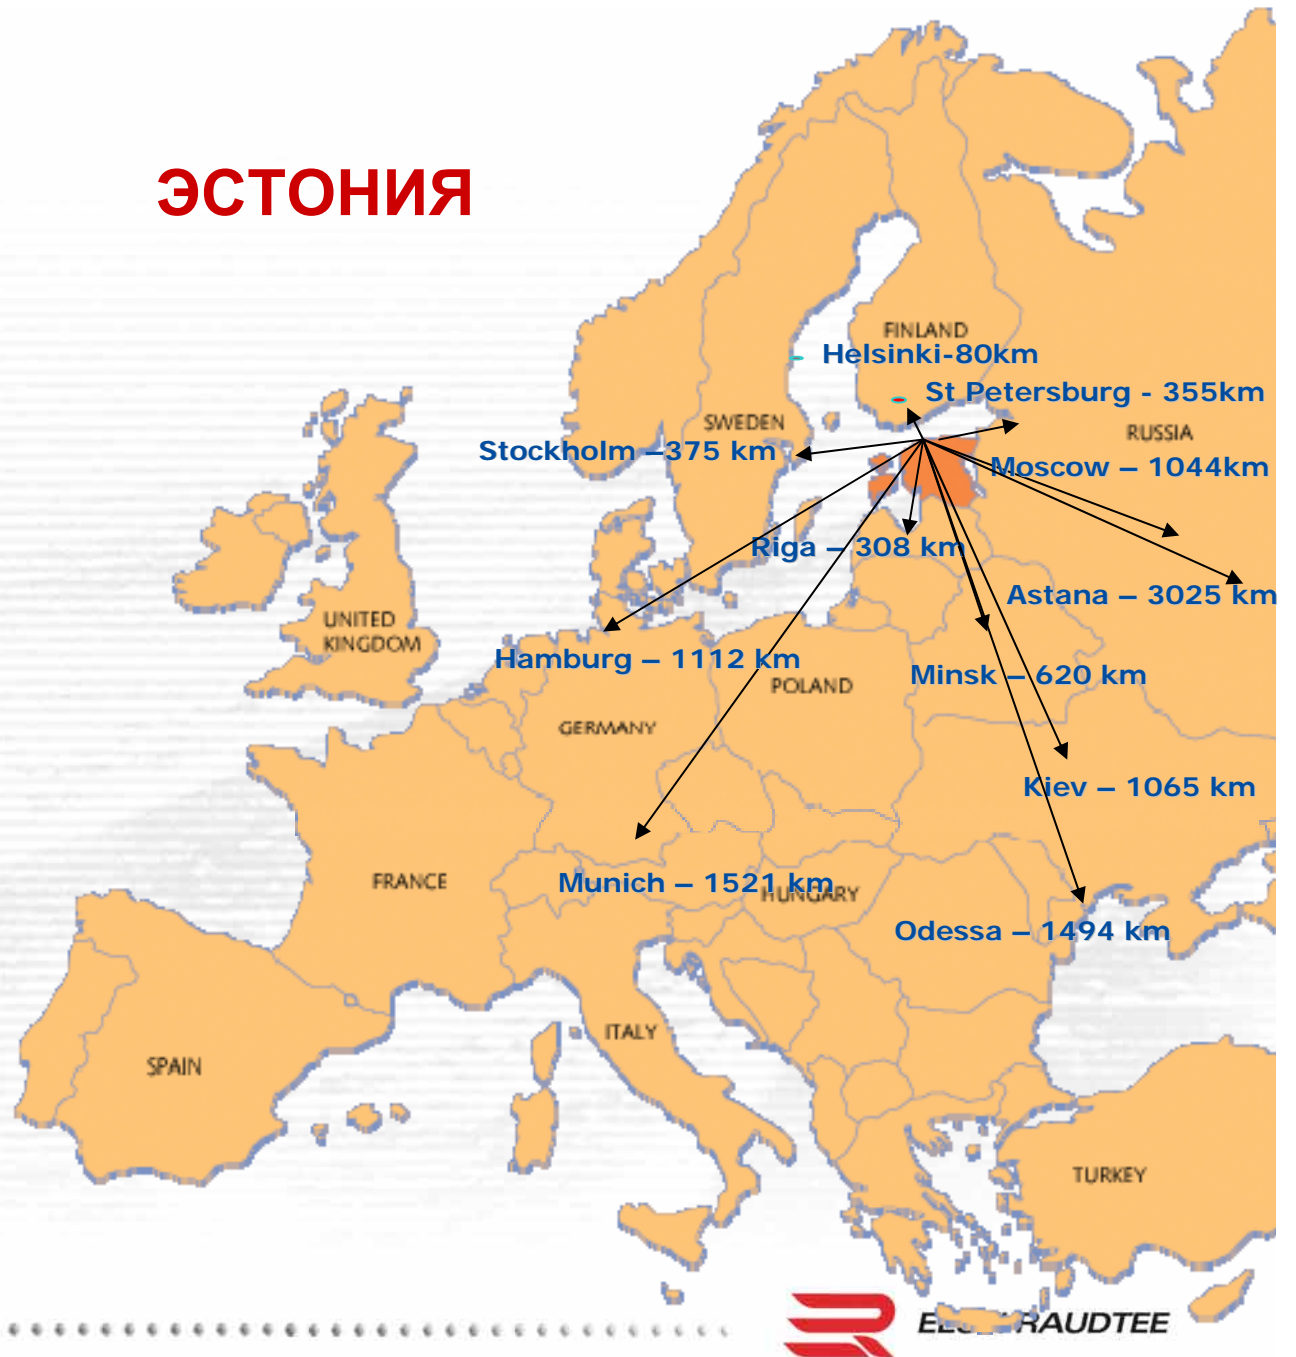 ЭСТОНИЯ
FINLAND
Helsinki-80km
St Petersburg - 355km
SWEDEN
RUSSIA
Stockholm –375 km
Moscow – 1044km
Riga – 308 km
Astana – 3025 km
UNITED
KINGDOM
Hamburg – 1112 km
Minsk – 620 km
POLAND
GERMANY
Kiev – 1065 km
FRANCE
Munich – 1521 km
HUNGARY
Odessa – 1494 km
ITALY
SPAIN
TURKEY